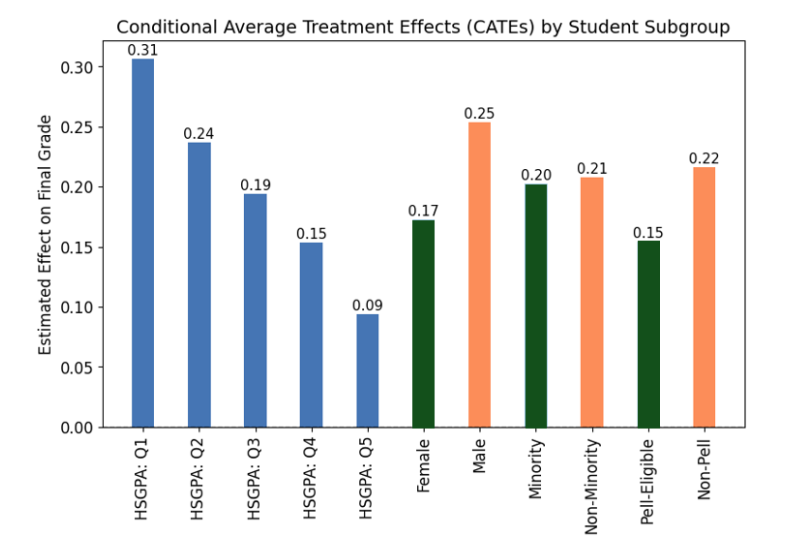 Conditional Average Treatment Effects (CATEs) by Student Subgroup
Estimated Effect on Final Grade
0.30
0.25
0.20
0.15
0.10
0.05
0.00
0.31
0.24
0.19
0.15
0.09
0.17
0.25
0.20
0.21
0.15
0.22
HSGPA: Q1
HSGPA: Q2
HSGPA: Q3
HSGPA: Q4
HSGPA: Q5
Female
Male
Minority
Non-Minority
Pell-Eligible
Non-Pell